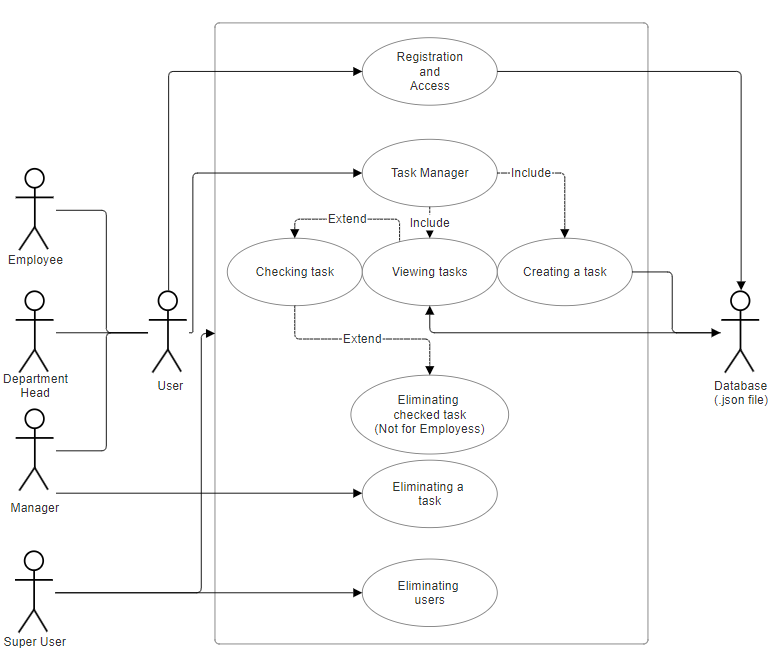 Registration
and
Access
Task Manager
Include
Extend
Include
Employee
Checking task
Viewing tasks
Creating a task
Extend
Department
Head
User
Database
(.json file)
Eliminating
checked task
(Not for Employess)
Eliminating a
task
Manager
Eliminating
users
Super User